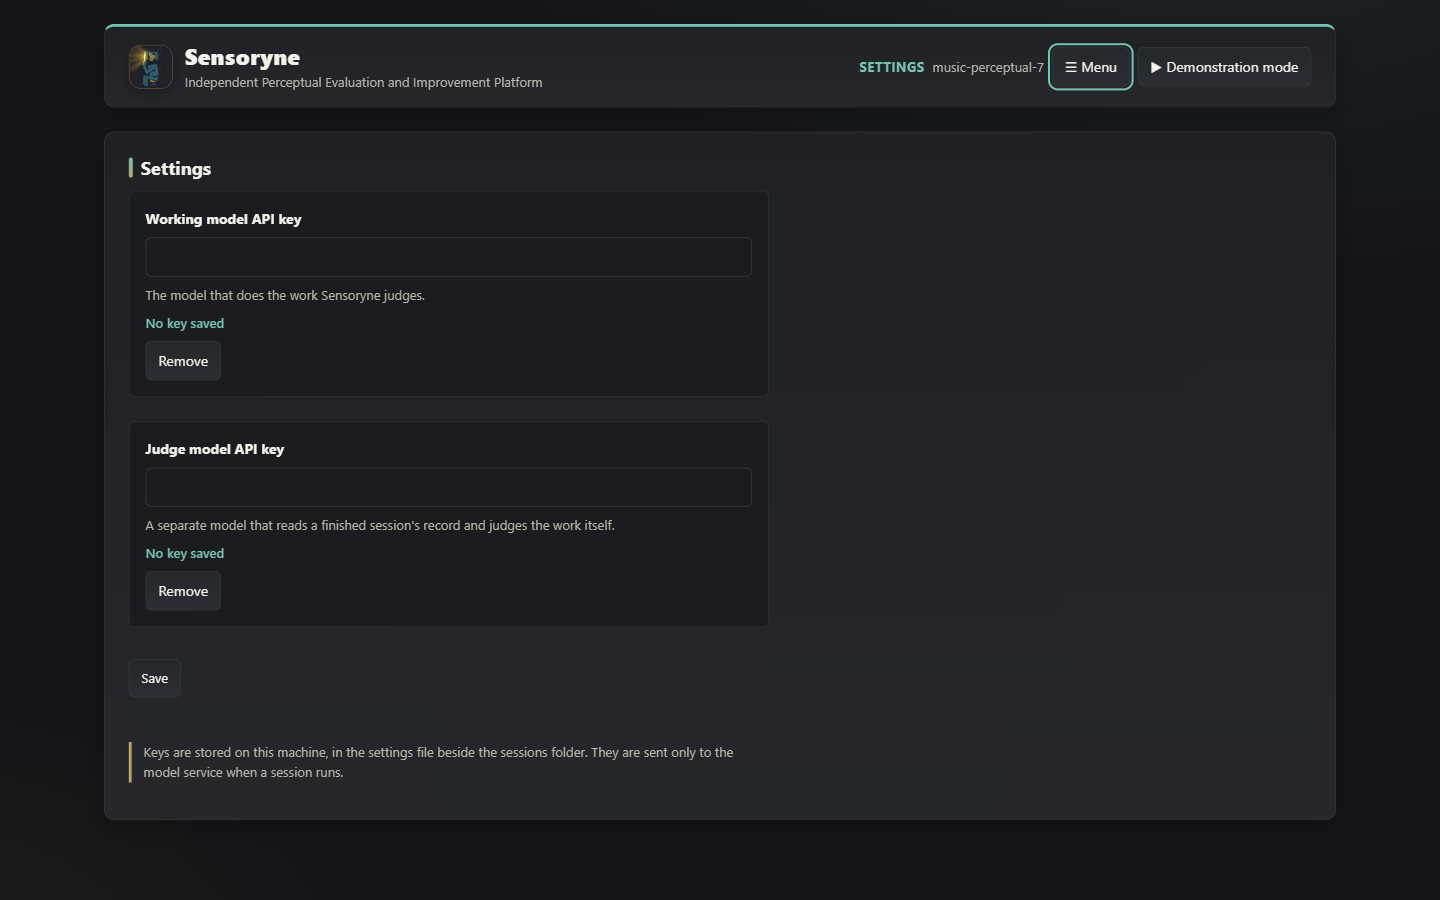 Sensoryne
Independent Perceptual Evaluation and Improvement Platform
SETTINGS music-perceptual-7 ☰ Menu ▶ Demonstration mode
Settings
Working model API key
The model that does the work Sensoryne judges.
No key saved
Remove
Judge model API key
A separate model that reads a finished session's record and judges the work itself.
No key saved
Remove
Save
Keys are stored on this machine, in the settings file beside the sessions folder. They are sent only to the
model service when a session runs.